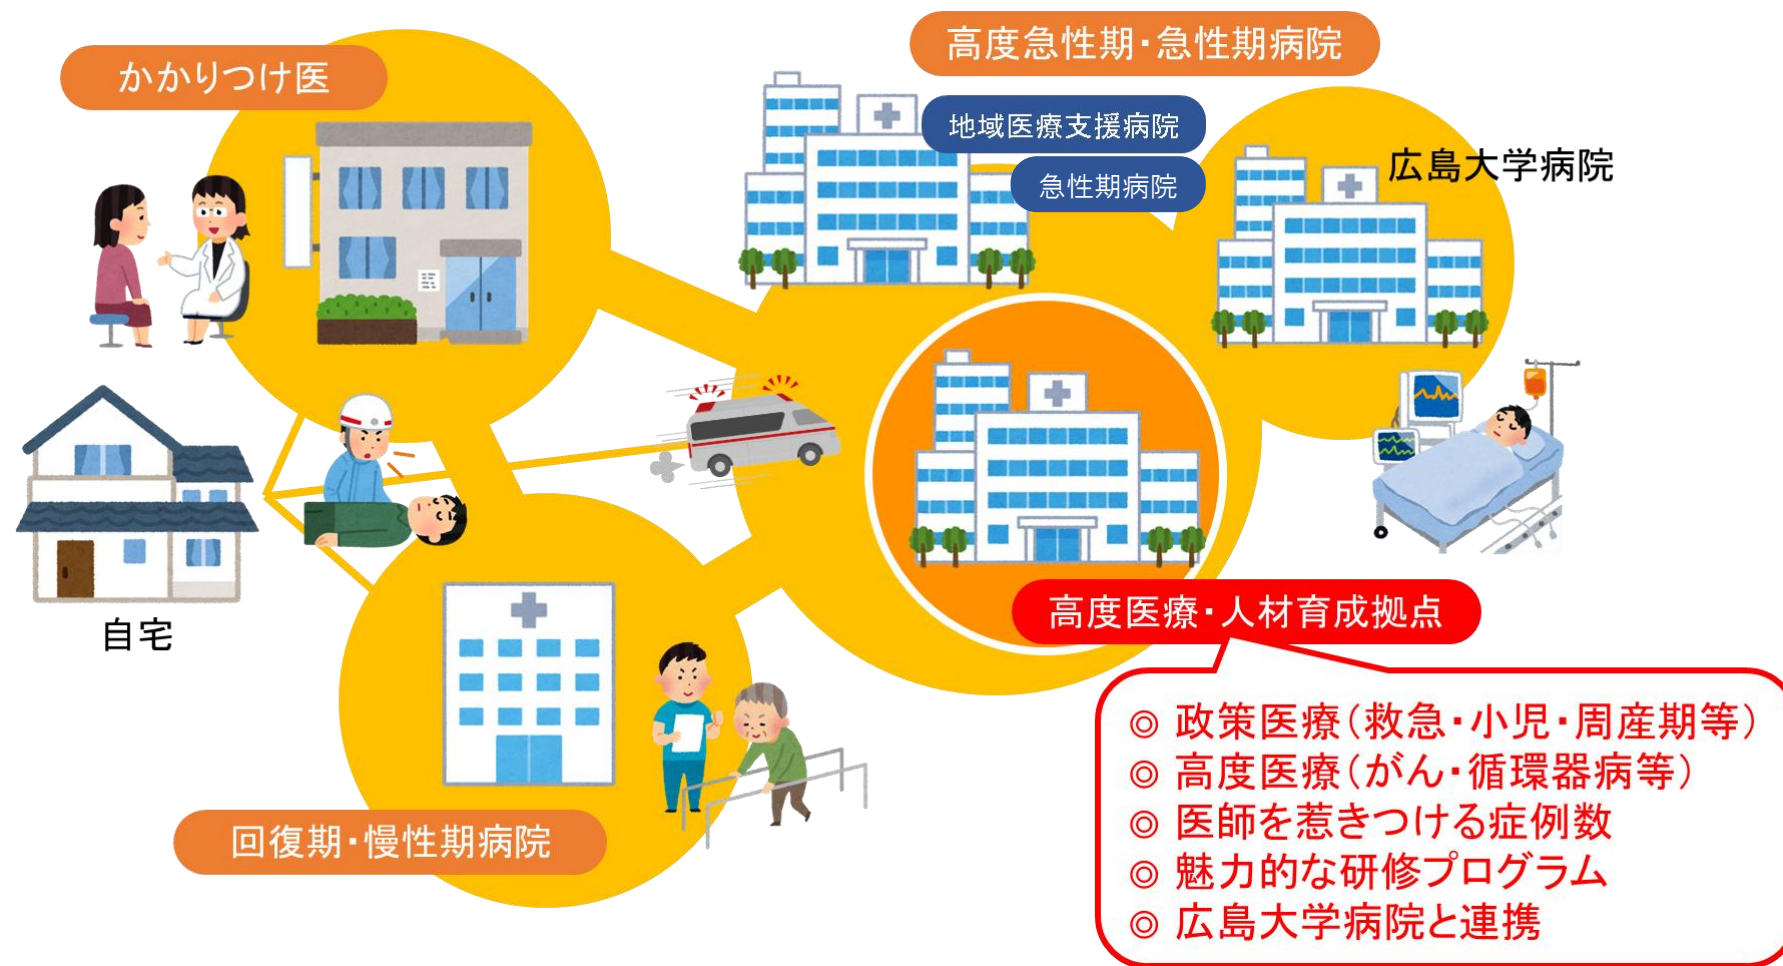 かかりつけ医
高度急性期・急性期病院
地域医療支援病院
急性期病院
広島大学病院
自宅
高度医療・人材育成拠点
◎ 政策医療（救急・小児・周産期等）
◎ 高度医療（がん・循環器病等）
◎ 医師を惹きつける症例数
◎ 魅力的な研修プログラム
◎ 広島大学病院と連携
回復期・慢性期病院